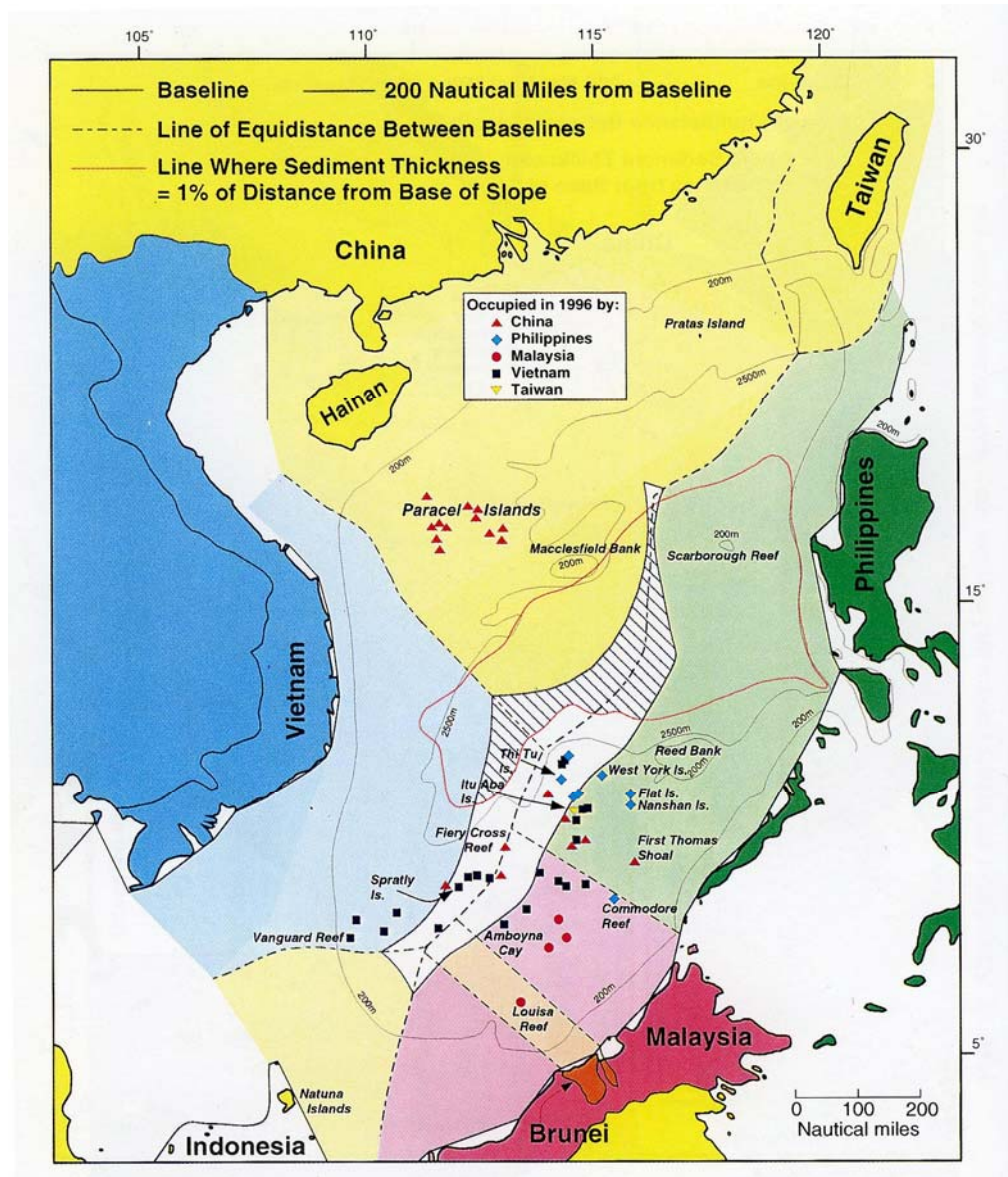 105°
110°
115°
120°
Baseline
200 Nautical Miles from Baseline
Line of Equidistance Between Baselines
Line Where Sediment Thickness
= 1% of Distance from Base of Slope
30°
Taiwan
China
200m
Occupied in 1996 by:
China
Philippines
Malaysia
Vietnam
Taiwan
Pratas Island
2500m
Hainan
200m
200m
Philippines
Paracel Islands
Macclesfield Bank
200m
200m
Scarborough Reef
15°
Vietnam
2500m
200m
2500m
Reed Bank
200m
Thi Tu
Is.
West York Is.
Itu Aba
Is.
Flat Is.
Nanshan Is.
Fiery Cross
Reef
First Thomas
Shoal
Spratly
Is.
Commodore
Reef
Vanguard Reef
Amboyna
Cay
200m
200m
Louisa
Reef
Malaysia
5°
Natuna
Islands
Indonesia
Brunei
0 100 200
Nautical miles